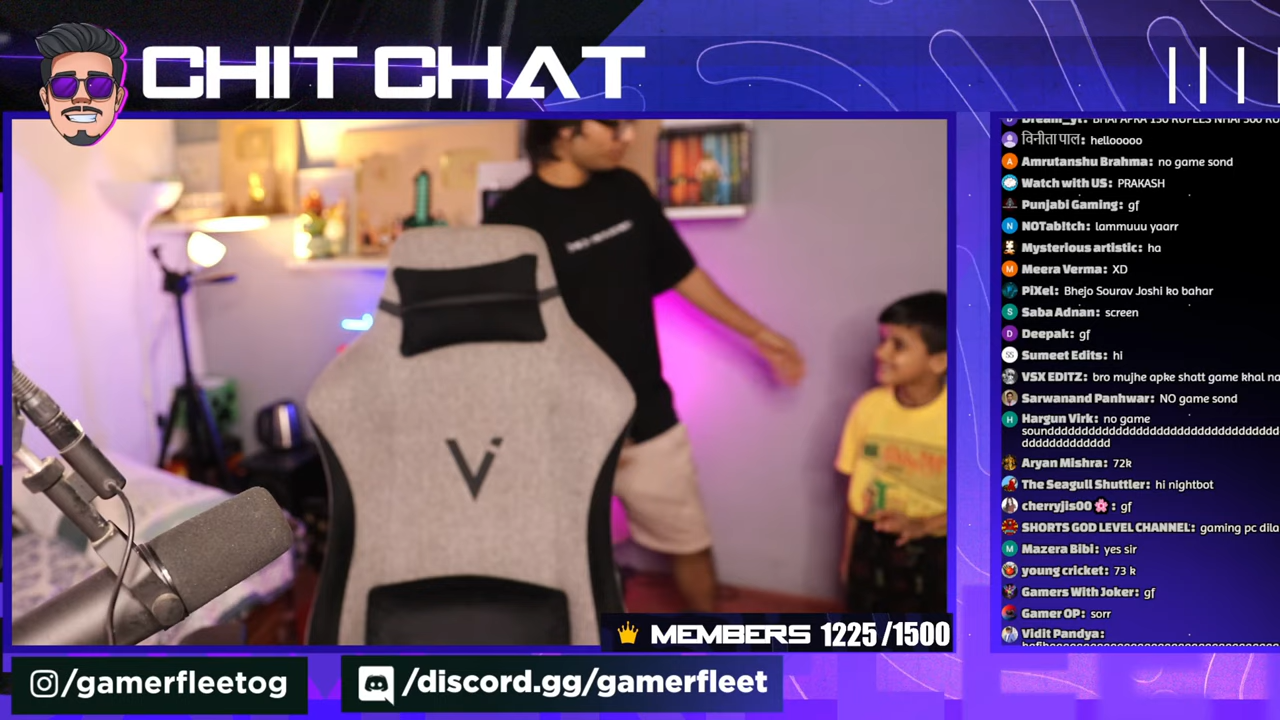 CHIT CHAT
विनीता पाल: hellooooo
Amrutanshu Brahma: no game sond
Watch with US: PRAKASH
Punjabi Gaming: gf
NOTabitch: lammuuu yaarr
Mysterious artistic: ha
Meera Verma: XD
PiXel: Bhejo Sourav Joshi ko bahar
Saba Adnan: screen
Deepak: gf
Sumeet Edits: hi
VSX EDITZ: bro mujhe apke shatt game khal
Sarwanand Panhwar: NO game sond
Hargun Virk: no game
Aryan Mishra: 72k
The Seagull Shuttler: hi nightbot
cherryjis00🌸: gf
SHORTS GOD LEVEL CHANNEL: gaming pc
Mazera Bibi: yes sir
young cricket: 73 k
Gamers With Joker: gf
Gamer OP: sorr
Vidit Pandya:
MEMBERS 1225/1500
/gamerfleetog
/discord.gg/gamerfleet